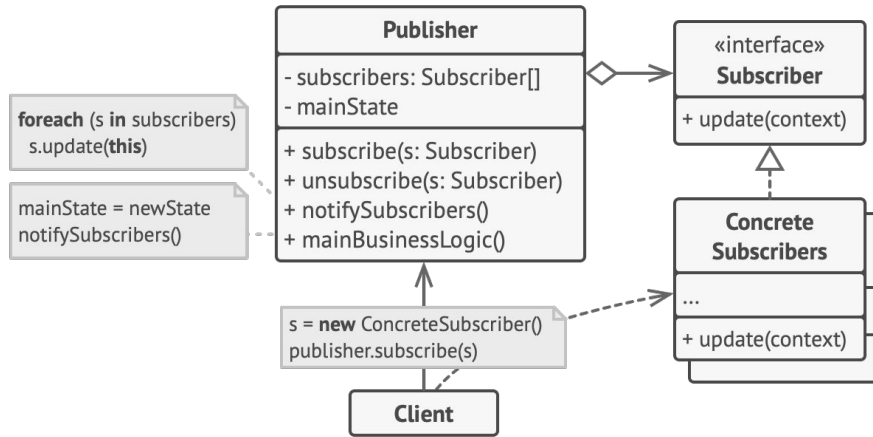 Publisher
- subscribers: Subscriber[]
- mainState
+ subscribe(s: Subscriber)
+ unsubscribe(s: Subscriber)
+ notifySubscribers()
+ mainBusinessLogic()
«interface»
Subscriber
+ update(context)
foreach (s in subscribers)
s.update(this)
mainState = newState
notifySubscribers()
Concrete
Subscribers
...
+ update(context)
s = new ConcreteSubscriber()
publisher.subscribe(s)
Client